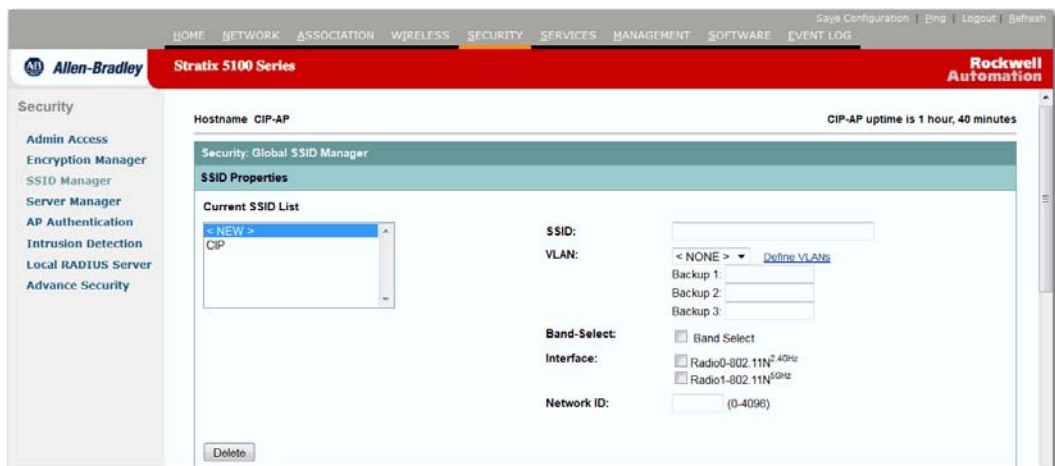 Save Configuration | Ping | Logout | Refresh
HOME NETWORK ASSOCIATION WIRELESS SECURITY SERVICES MANAGEMENT SOFTWARE EVENT LOG
AB Allen-Bradley Stratix 5100 Series Rockwell Automation
Security
Admin Access
Encryption Manager
SSID Manager
Server Manager
AP Authentication
Intrusion Detection
Local RADIUS Server
Advance Security
Hostname CIP-AP CIP-AP uptime is 1 hour, 40 minutes
Security: Global SSID Manager
SSID Properties
Current SSID List
< NEW >
CIP
SSID:
VLAN: < NONE > Define VLANs
Backup 1:
Backup 2:
Backup 3:
Band-Select: Band Select
Interface: Radio0-802.11N2.4GHz
Radio1-802.11N5GHz
Network ID: (0-4096)
Delete